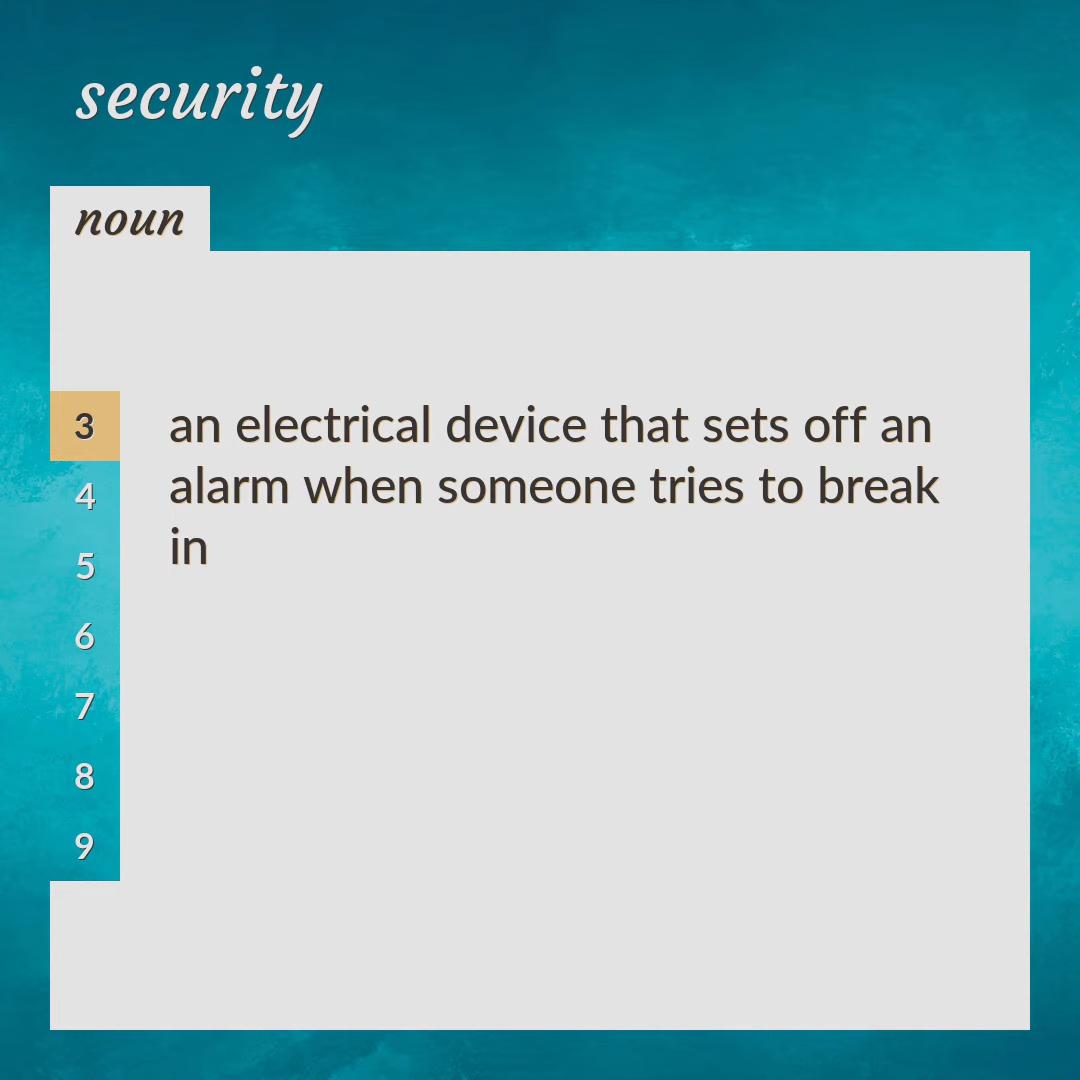 security
noun
3
an electrical device that sets off an
alarm when someone tries to break
in
4
5
6
7
8
9